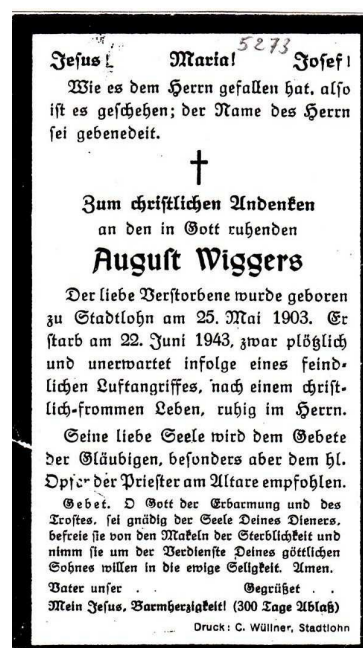 5273
Jesus! Maria! Josef!
Wie es dem Herrn gefallen hat, also
ist es geschehen; der Name des Herrn
sei gebenedeit.
Zum christlichen Andenken
an den in Gott ruhenden
August Wiggers
Der liebe Verstorbene wurde geboren
zu Stadtlohn am 25. Mai 1903. Er
starb am 22. Juni 1943, zwar plötzlich
und unerwartet infolge eines feind-
lichen Luftangriffes, nach einem christ-
lich-frommen Leben, ruhig im Herrn.
Seine liebe Seele wird dem Gebete
der Gläubigen, besonders aber dem hl.
Opfer der Priester am Altare empfohlen.
Gebet. O Gott der Erbarmung und des
Trostes, sei gnädig der Seele Deines Dieners,
befreie sie von den Makeln der Sterblichkeit und
nimm sie um der Verdienste Deines göttlichen
Sohnes willen in die ewige Seligkeit. Amen.
Vater unser . . Gegrüßet . .
Mein Jesus, Barmherzigkeit! (300 Tage Ablaß)
Druck: C. Wüllner, Stadtlohn